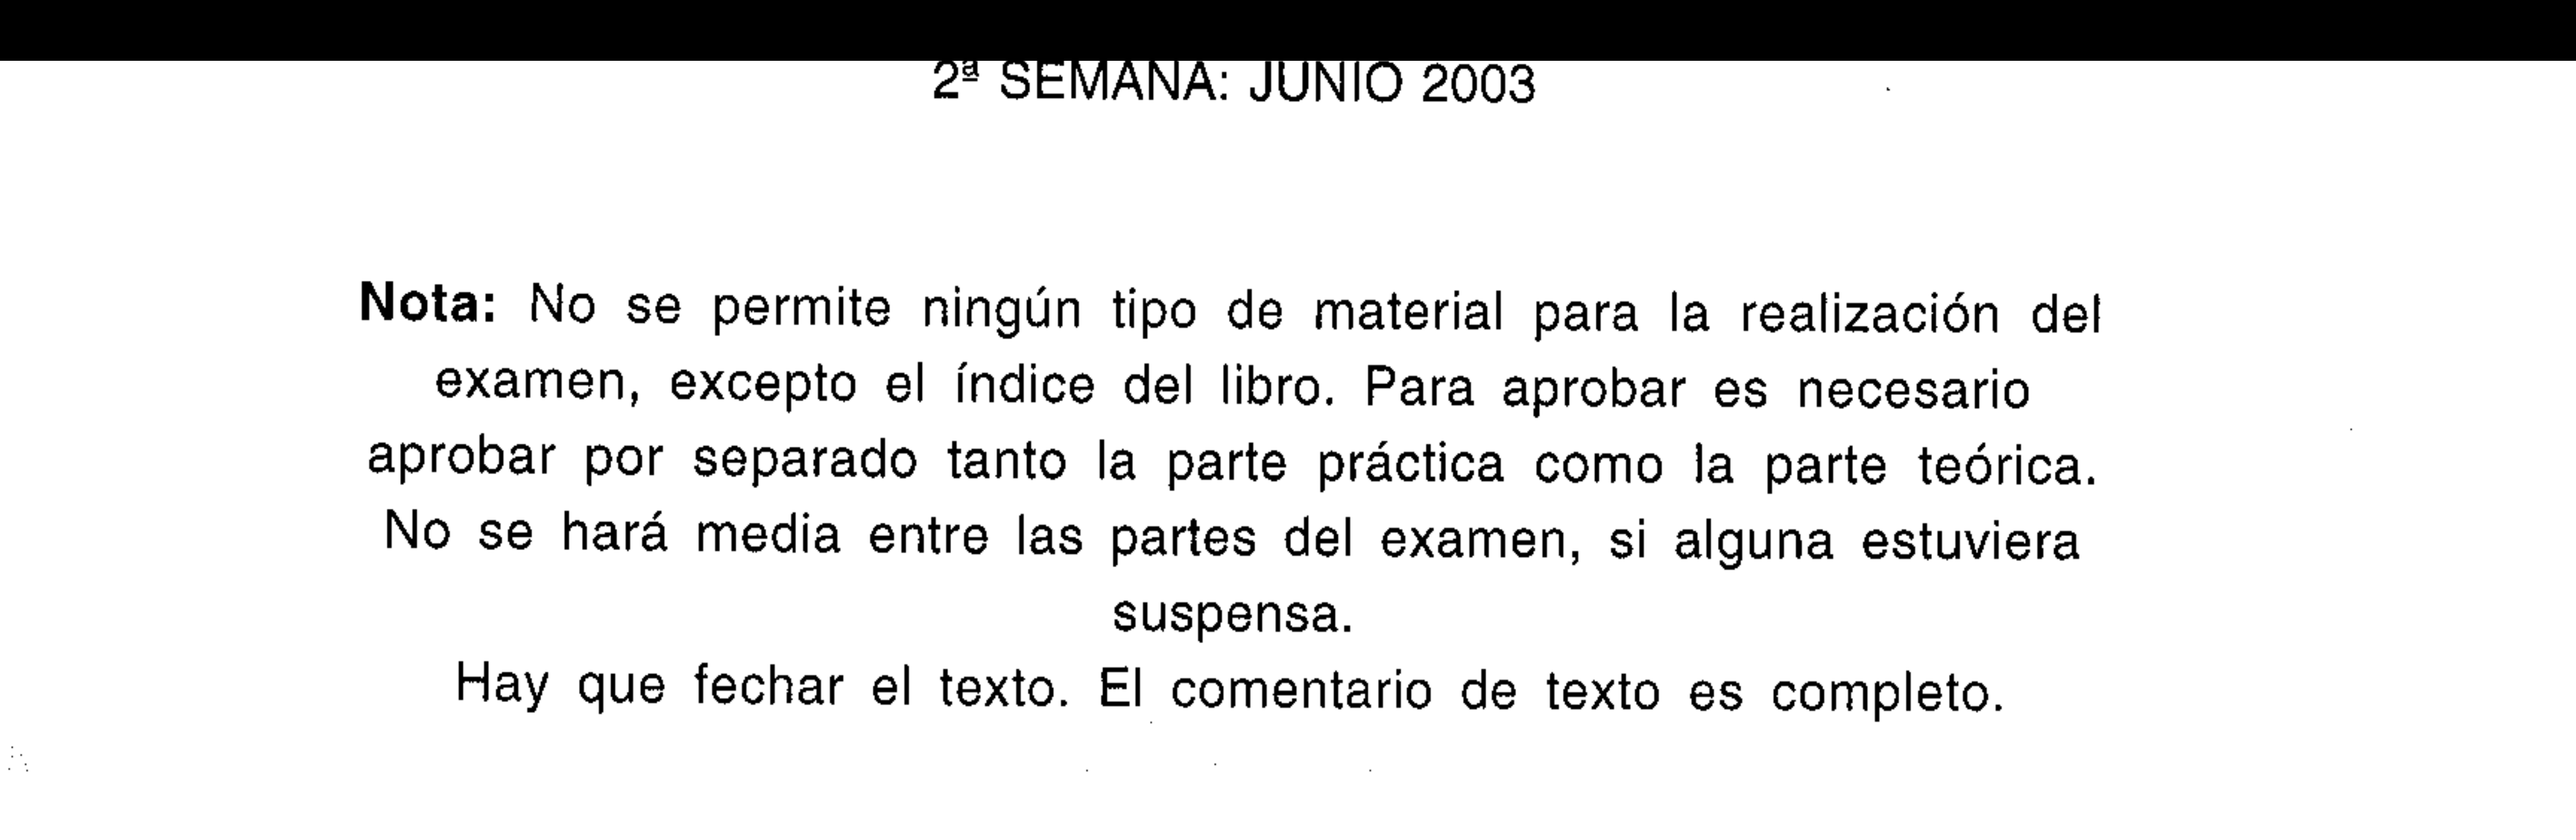 2ª SEMANA: JUNIO 2003
Nota: No se permite ningún tipo de material para la realización del
examen, excepto el índice del libro. Para aprobar es necesario
aprobar por separado tanto la parte práctica como la parte teórica.
No se hará media entre las partes del examen, si alguna estuviera
suspensa.
Hay que fechar el texto. El comentario de texto es completo.